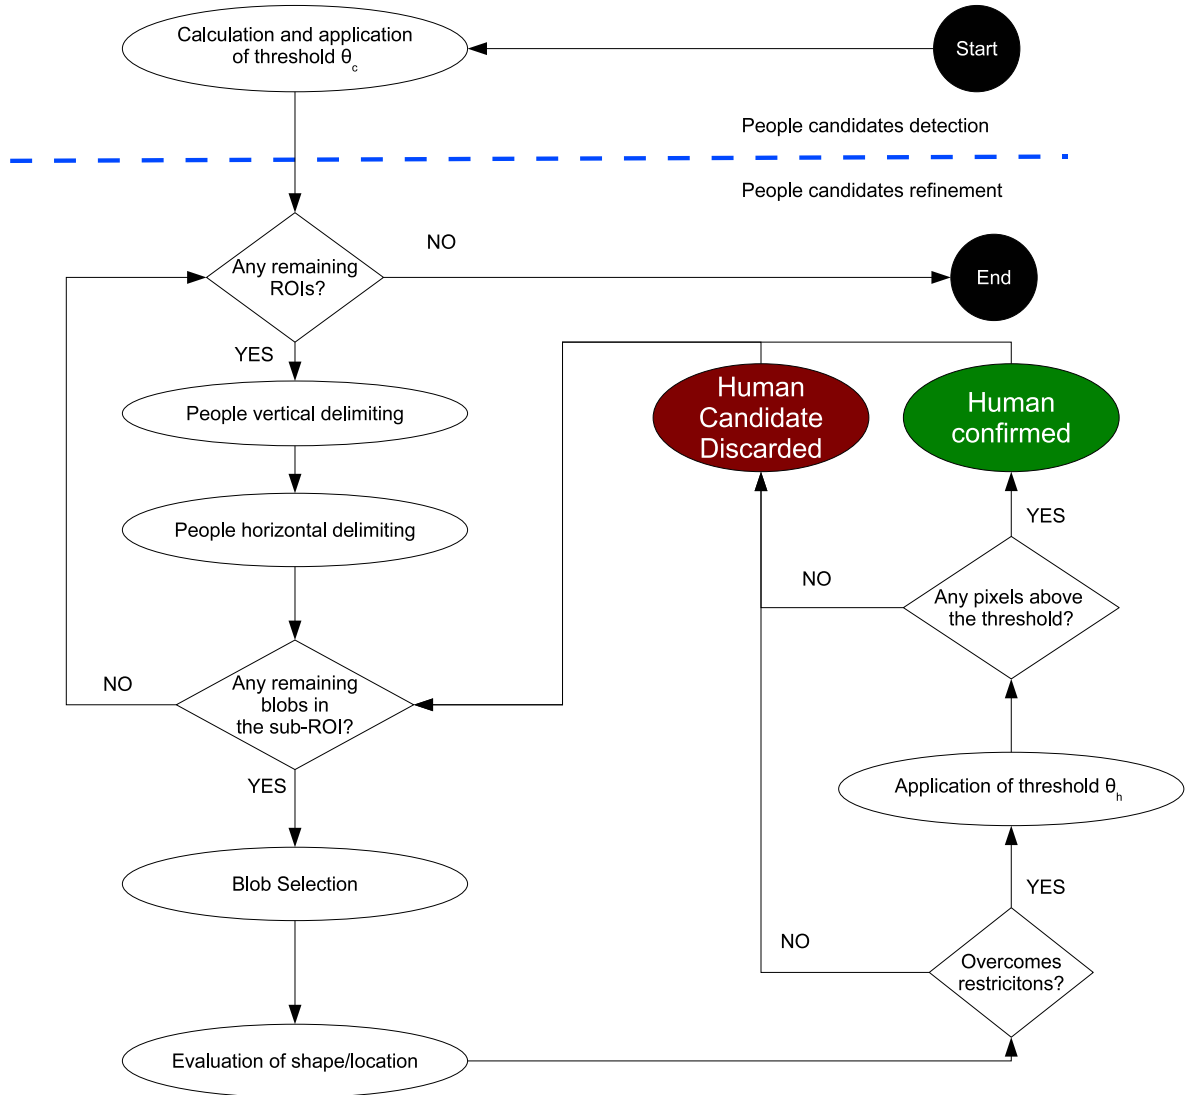 Calculation and application
of threshold θc
Start
People candidates detection
People candidates refinement
NO
Any remaining
ROIs?
End
YES
People vertical delimiting
Human
Candidate
Discarded
Human
confirmed
People horizontal delimiting
YES
NO
Any pixels above
the threshold?
NO
Any remaining
blobs in
the sub-ROI?
YES
Application of threshold θh
Blob Selection
YES
NO
Overcomes
restricitons?
Evaluation of shape/location